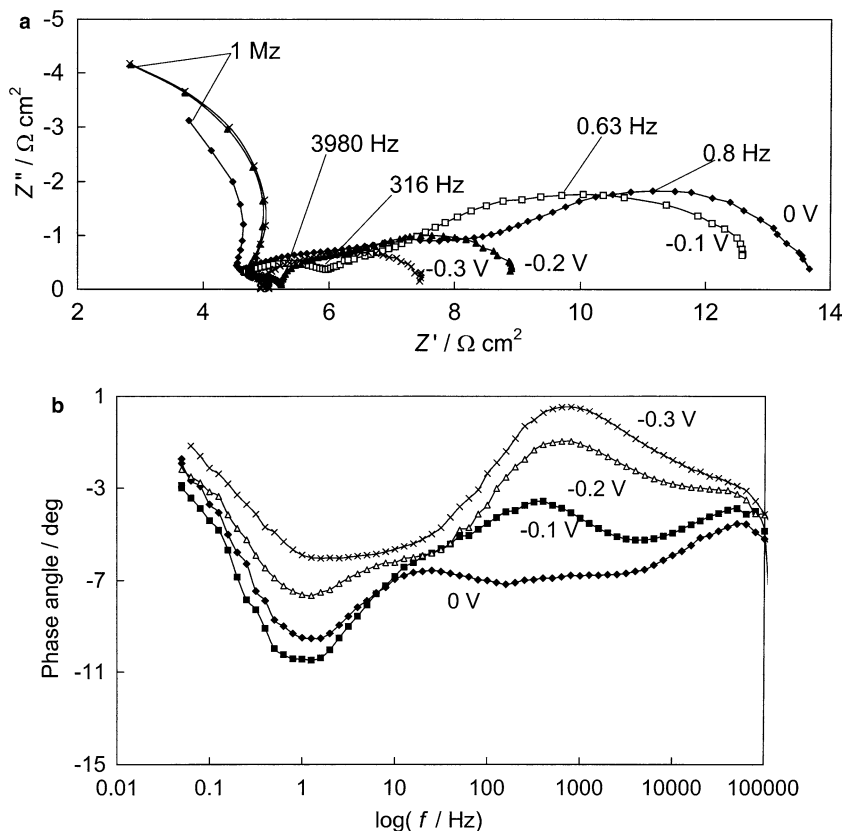 a
-5
-4
-3
-2
-1
0
Z" / Ω cm²
1 Mz
3980 Hz
316 Hz
0.63 Hz
0.8 Hz
0 V
-0.1 V
-0.2 V
-0.3 V
2 4 6 8 10 12 14
Z' / Ω cm²
b
1
-3
-7
-11
-15
Phase angle / deg
-0.3 V
-0.2 V
-0.1 V
0 V
0.01 0.1 1 10 100 1000 10000 100000
log( f / Hz)